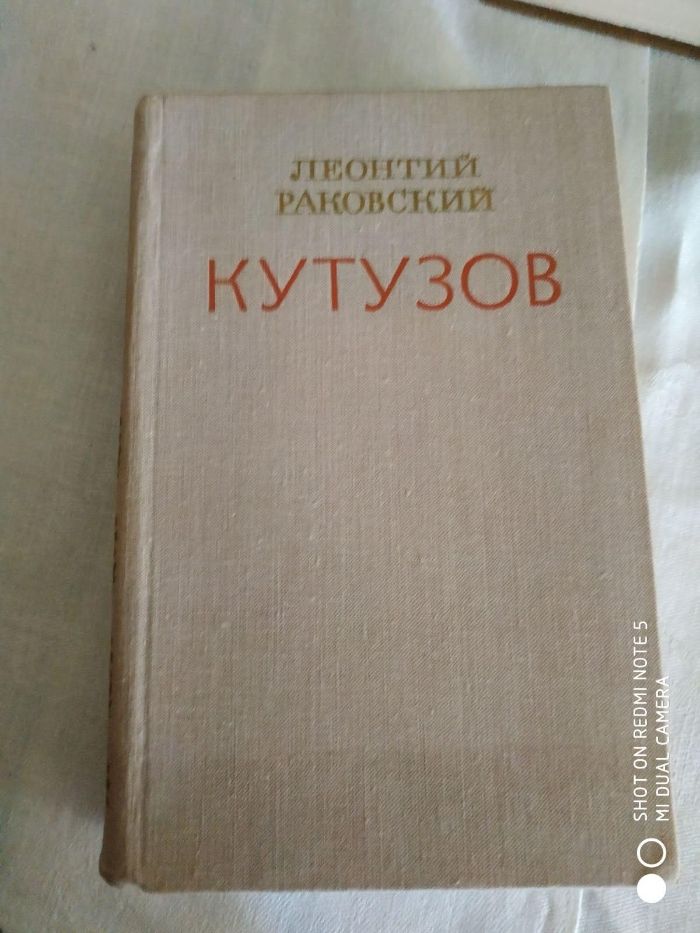 ЛЕОНТИЙ
РАКОВСКИЙ
КУТУЗОВ
SHOT ON REDMI NOTE 5
MI DUAL CAMERA